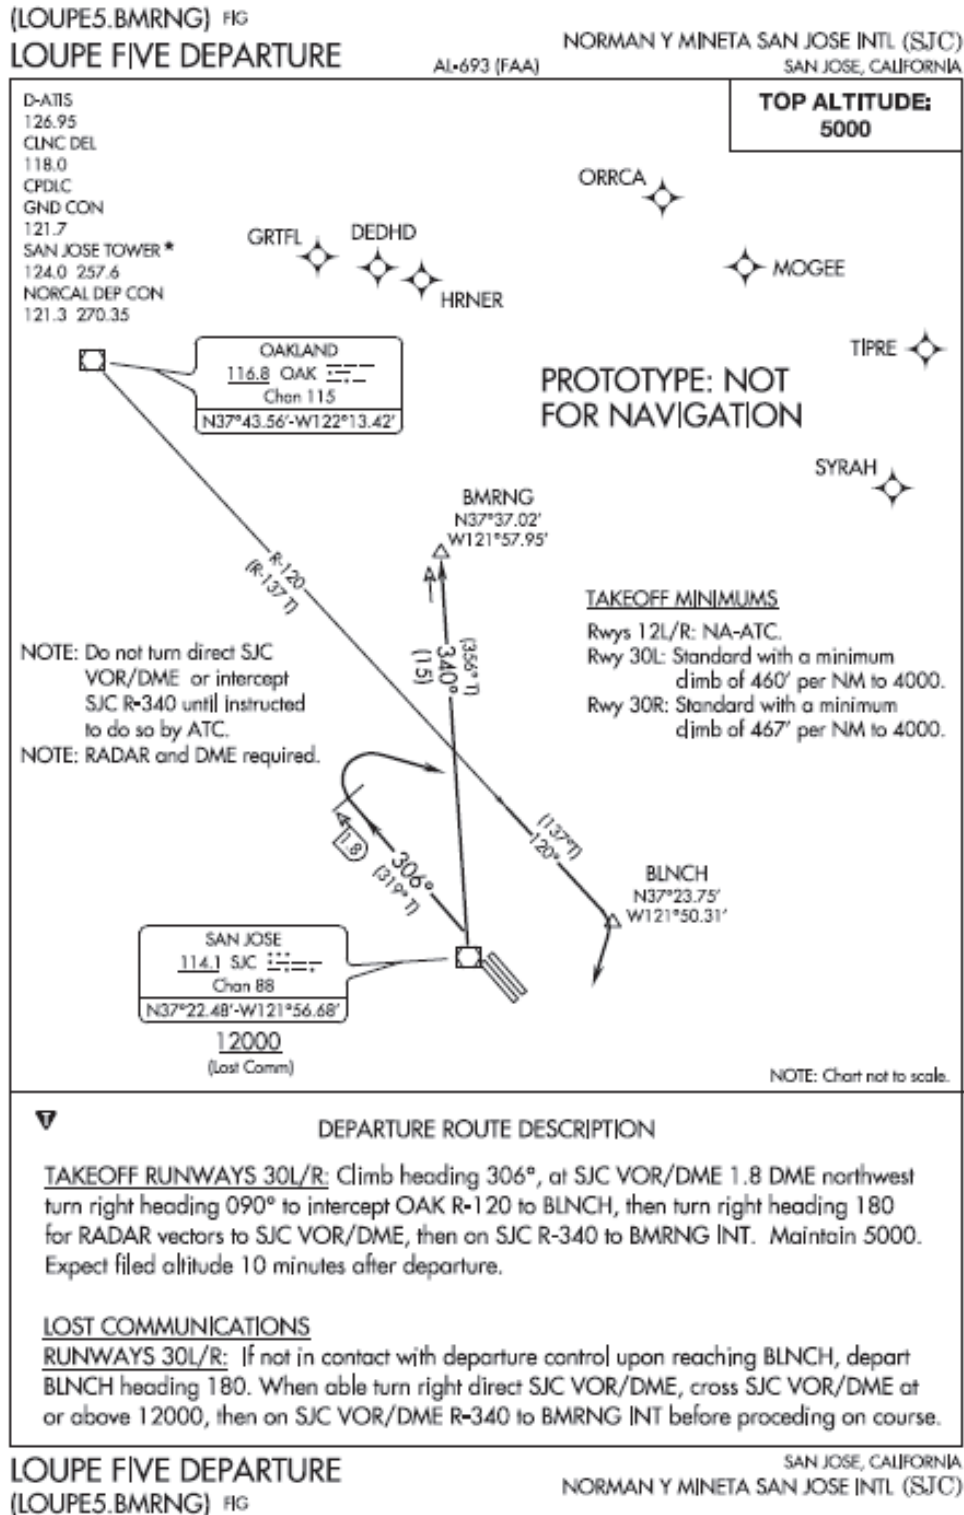 (LOUPE5.BMRNG) FIG
LOUPE FIVE DEPARTURE
AL-693 (FAA)
NORMAN Y MINETA SAN JOSE INTL (SJC)
SAN JOSE, CALIFORNIA
D-ATIS
126.95
CLNC DEL
118.0
CPDLC
GND CON
121.7
SAN JOSE TOWER *
124.0 257.6
NORCAL DEP CON
121.3 270.35
TOP ALTITUDE:
5000
ORRCA
GRTFL
DEDHD
HRNER
MOGEE
TIPRE
SYRAH
OAKLAND
116.8 OAK
Chan 115
N37°43.56'-W122°13.42'
PROTOTYPE: NOT
FOR NAVIGATION
BMRNG
N37°37.02'
W121°57.95'
R-120
(R-137 T)
340°
(356° T)
(15)
TAKEOFF MINIMUMS
Rwys 12L/R: NA-ATC.
Rwy 30L: Standard with a minimum
climb of 460' per NM to 4000.
Rwy 30R: Standard with a minimum
climb of 467' per NM to 4000.
NOTE: Do not turn direct SJC
VOR/DME or intercept
SJC R-340 until instructed
to do so by ATC.
NOTE: RADAR and DME required.
1.8
306°
(319° T)
(137°T)
120°
BLNCH
N37°23.75'
W121°50.31'
SAN JOSE
114.1 SJC
Chan 88
N37°22.48'-W121°56.68'
12000
(Lost Comm)
NOTE: Chart not to scale.
T
DEPARTURE ROUTE DESCRIPTION
TAKEOFF RUNWAYS 30L/R: Climb heading 306°, at SJC VOR/DME 1.8 DME northwest
turn right heading 090° to intercept OAK R-120 to BLNCH, then turn right heading 180
for RADAR vectors to SJC VOR/DME, then on SJC R-340 to BMRNG INT. Maintain 5000.
Expect filed altitude 10 minutes after departure.
LOST COMMUNICATIONS
RUNWAYS 30L/R: If not in contact with departure control upon reaching BLNCH, depart
BLNCH heading 180. When able turn right direct SJC VOR/DME, cross SJC VOR/DME at
or above 12000, then on SJC VOR/DME R-340 to BMRNG INT before proceding on course.
LOUPE FIVE DEPARTURE
(LOUPE5.BMRNG) FIG
SAN JOSE, CALIFORNIA
NORMAN Y MINETA SAN JOSE INTL (SJC)